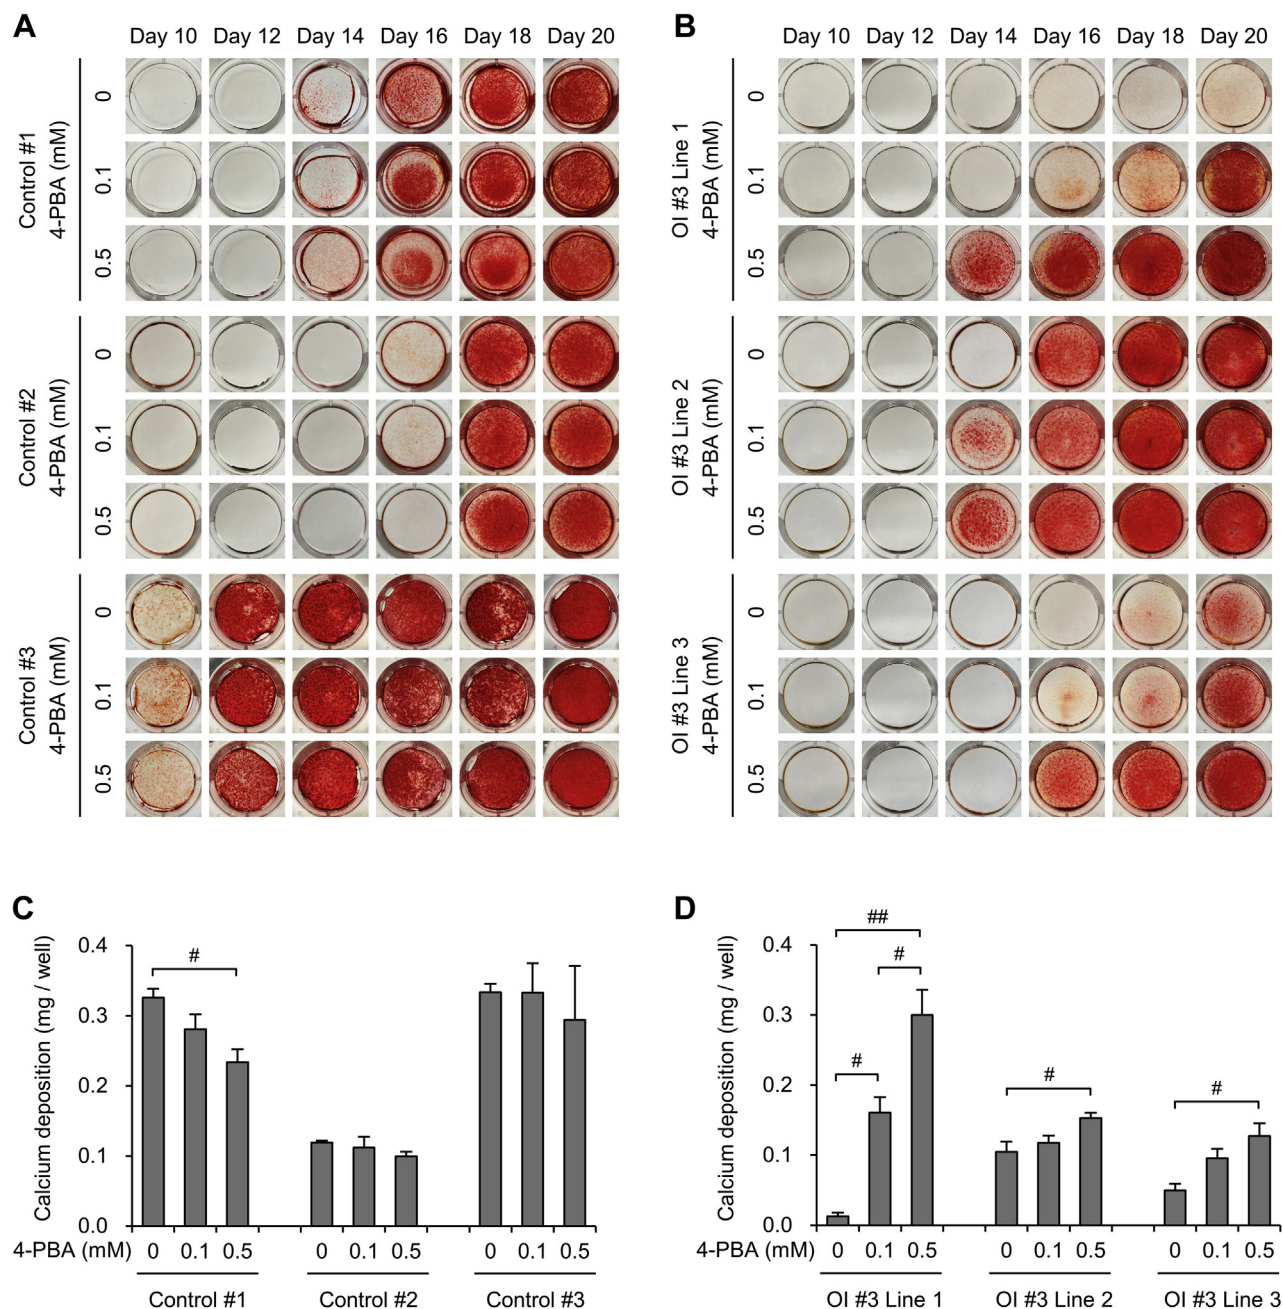 A
Day 10 Day 12 Day 14 Day 16 Day 18 Day 20
Control #1
4-PBA (mM)
0
0.1
0.5
Control #2
4-PBA (mM)
0
0.1
0.5
Control #3
4-PBA (mM)
0
0.1
0.5
B
Day 10 Day 12 Day 14 Day 16 Day 18 Day 20
OI #3 Line 1
4-PBA (mM)
0
0.1
0.5
OI #3 Line 2
4-PBA (mM)
0
0.1
0.5
OI #3 Line 3
4-PBA (mM)
0
0.1
0.5
C
Calcium deposition (mg / well)
0.4
0.3
0.2
0.1
0.0
#
4-PBA (mM) 0 0.1 0.5 0 0.1 0.5 0 0.1 0.5
Control #1 Control #2 Control #3
D
Calcium deposition (mg / well)
0.4
0.3
0.2
0.1
0.0
##
#
#
#
#
4-PBA (mM) 0 0.1 0.5 0 0.1 0.5 0 0.1 0.5
OI #3 Line 1 OI #3 Line 2 OI #3 Line 3